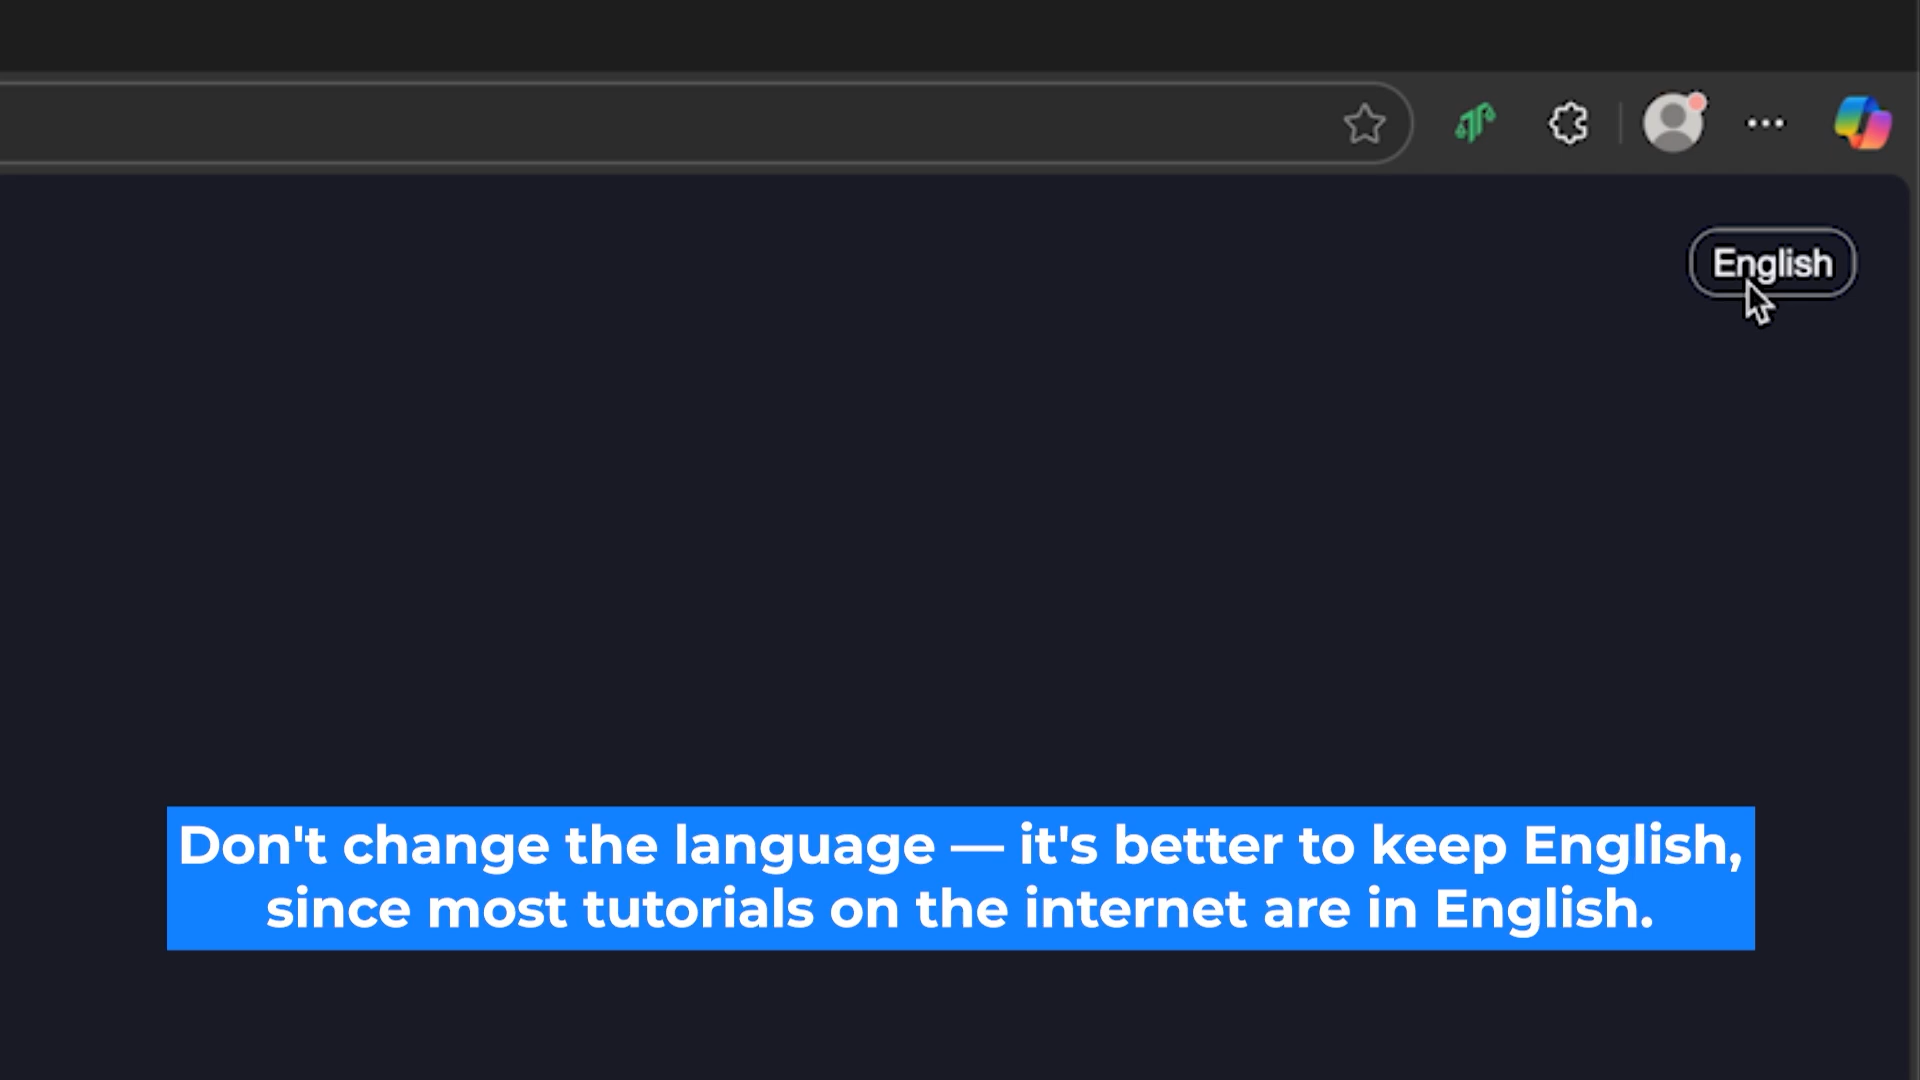 English
Don't change the language — it's better to keep English,
since most tutorials on the internet are in English.